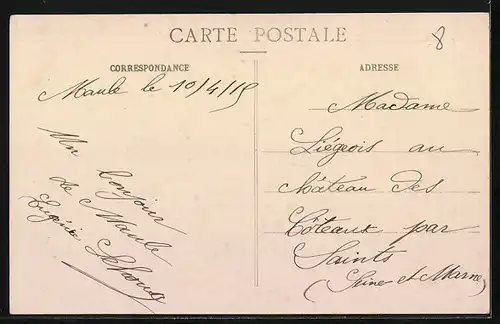 CARTE POSTALE
8
CORRESPONDANCE
ADRESSE
Maule le 10/4/15
Un bonjour
de Maule
Eugénie
Madame
Liégeois au
Château des
Côteaux par
Saints
(Seine et Marne)